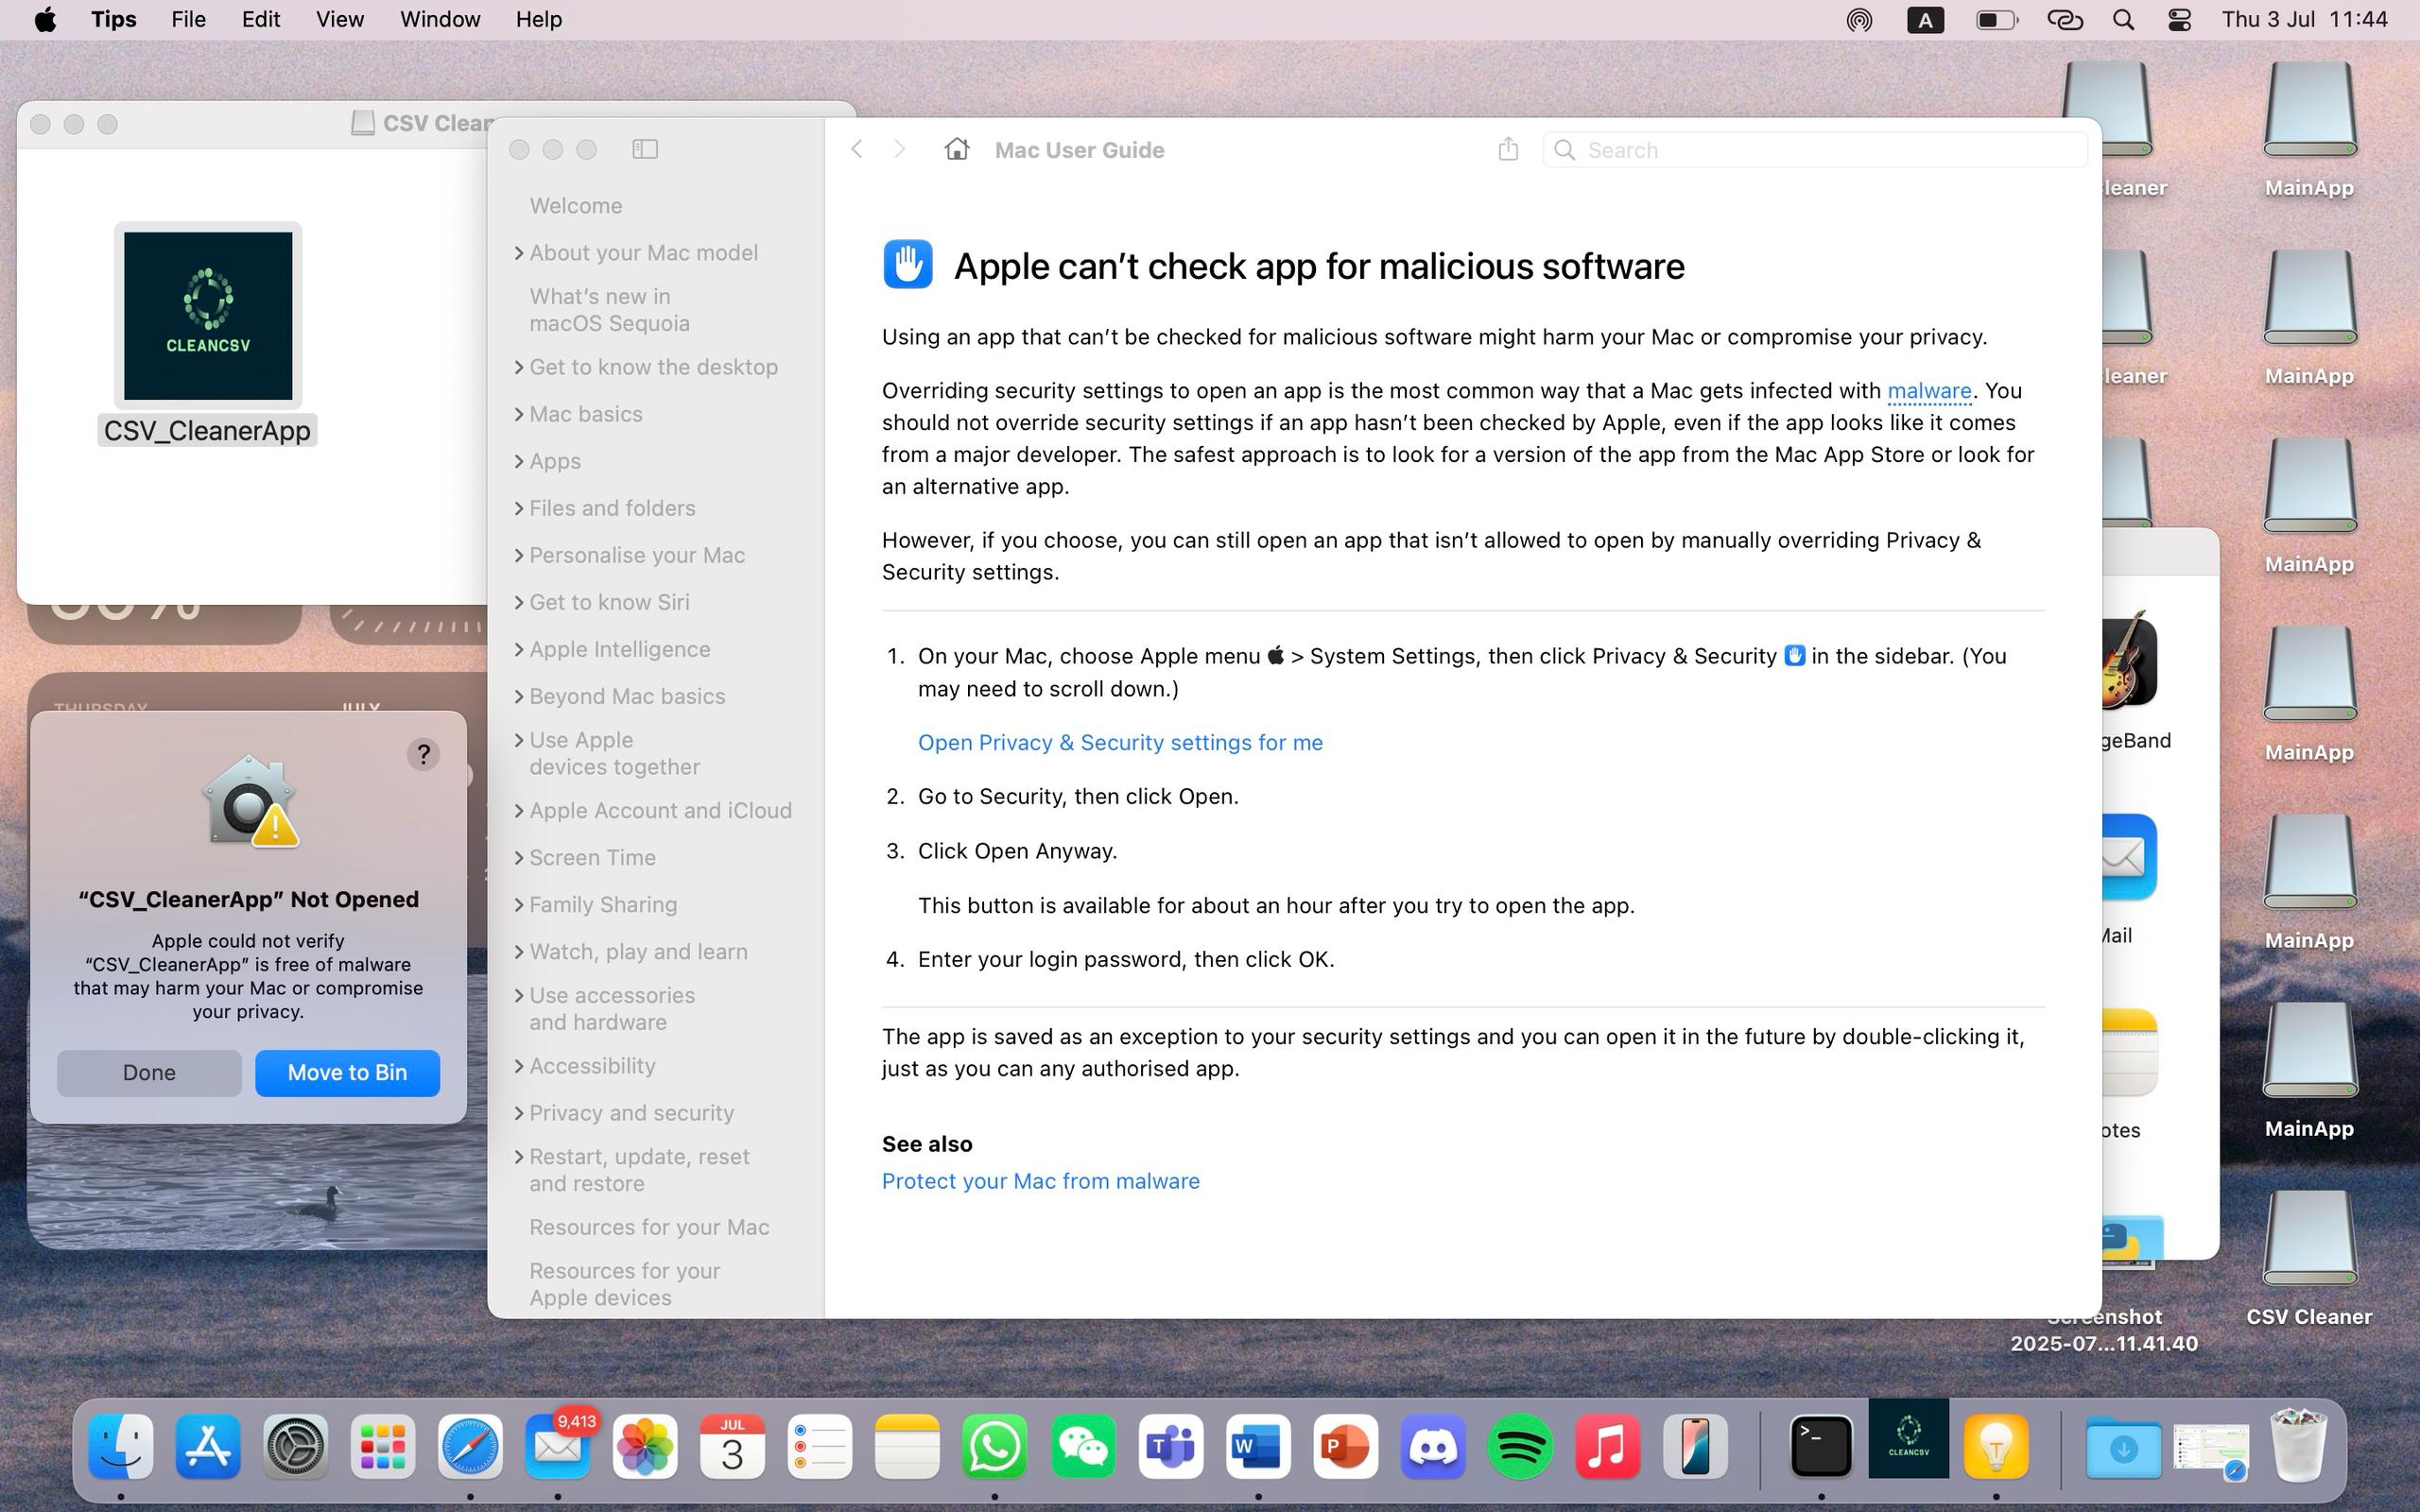 Tips File Edit View Window Help
A
Thu 3 Jul 11:44
CSV Clean
CLEANCSV
CSV_CleanerApp
THURSDAY
JULY
?
“CSV_CleanerApp” Not Opened
Apple could not verify
“CSV_CleanerApp” is free of malware
that may harm your Mac or compromise
your privacy.
Done
Move to Bin
Welcome
About your Mac model
What’s new in
macOS Sequoia
Get to know the desktop
Mac basics
Apps
Files and folders
Personalise your Mac
Get to know Siri
Apple Intelligence
Beyond Mac basics
Use Apple
devices together
Apple Account and iCloud
Screen Time
Family Sharing
Watch, play and learn
Use accessories
and hardware
Accessibility
Privacy and security
Restart, update, reset
and restore
Resources for your Mac
Resources for your
Apple devices
Mac User Guide
Search
Apple can’t check app for malicious software
Using an app that can’t be checked for malicious software might harm your Mac or compromise your privacy.
Overriding security settings to open an app is the most common way that a Mac gets infected with malware. You
should not override security settings if an app hasn’t been checked by Apple, even if the app looks like it comes
from a major developer. The safest approach is to look for a version of the app from the Mac App Store or look for
an alternative app.
However, if you choose, you can still open an app that isn’t allowed to open by manually overriding Privacy &
Security settings.
1. On your Mac, choose Apple menu > System Settings, then click Privacy & Security in the sidebar. (You
may need to scroll down.)
Open Privacy & Security settings for me
2. Go to Security, then click Open.
3. Click Open Anyway.
This button is available for about an hour after you try to open the app.
4. Enter your login password, then click OK.
The app is saved as an exception to your security settings and you can open it in the future by double-clicking it,
just as you can any authorised app.
See also
Protect your Mac from malware
leaner
MainApp
leaner
MainApp
MainApp
geBand
MainApp
Mail
MainApp
otes
MainApp
Screenshot
2025-07...11.41.40
CSV Cleaner
9,413
JUL
3
T
W
P
>_
CLEANCSV
T